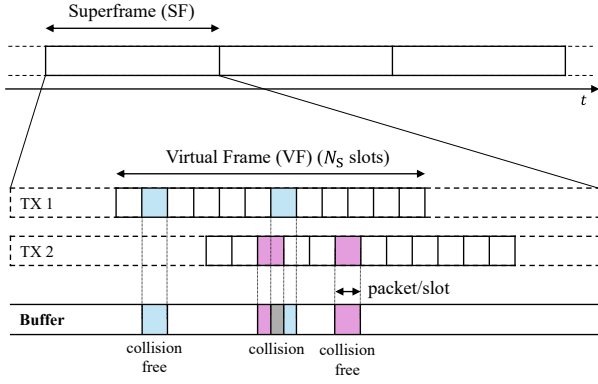 Superframe (SF)
t
Virtual Frame (VF) (N_S slots)
TX 1
TX 2
packet/slot
Buffer
collision
free
collision
collision
free